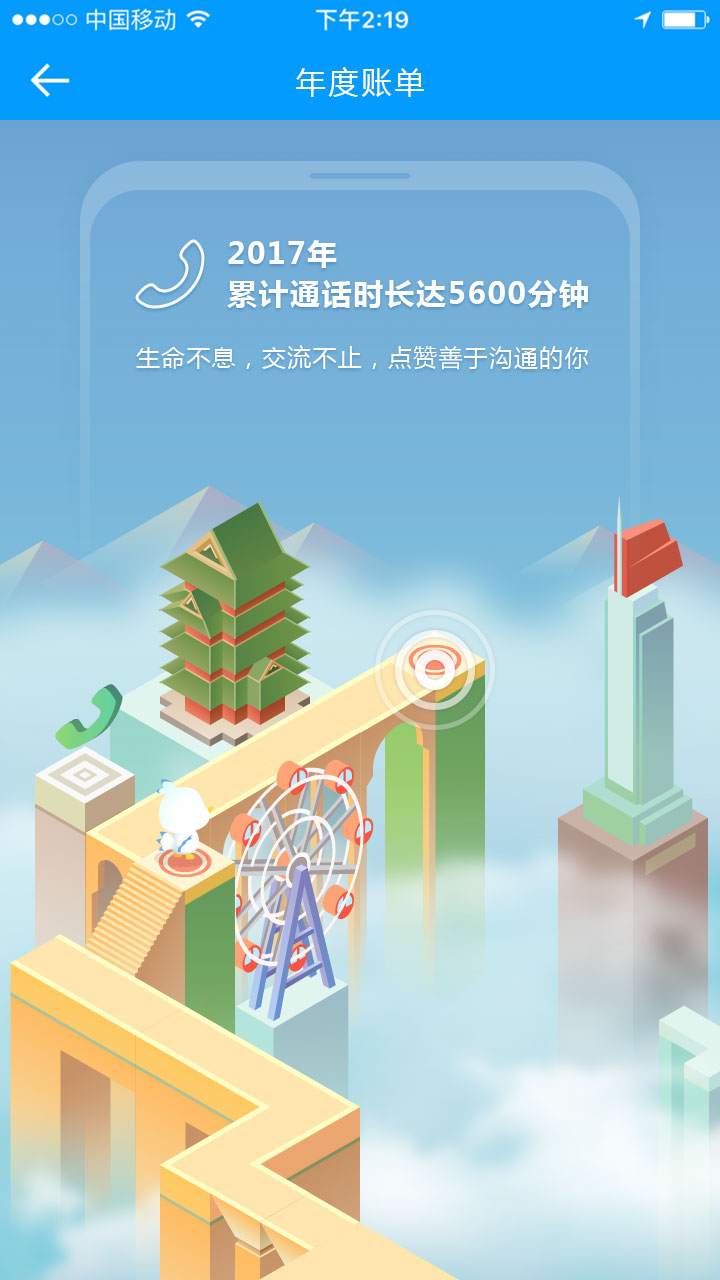 中国移动 下午2:19
年度账单
2017年
累计通话时长达5600分钟
生命不息，交流不止，点赞善于沟通的你